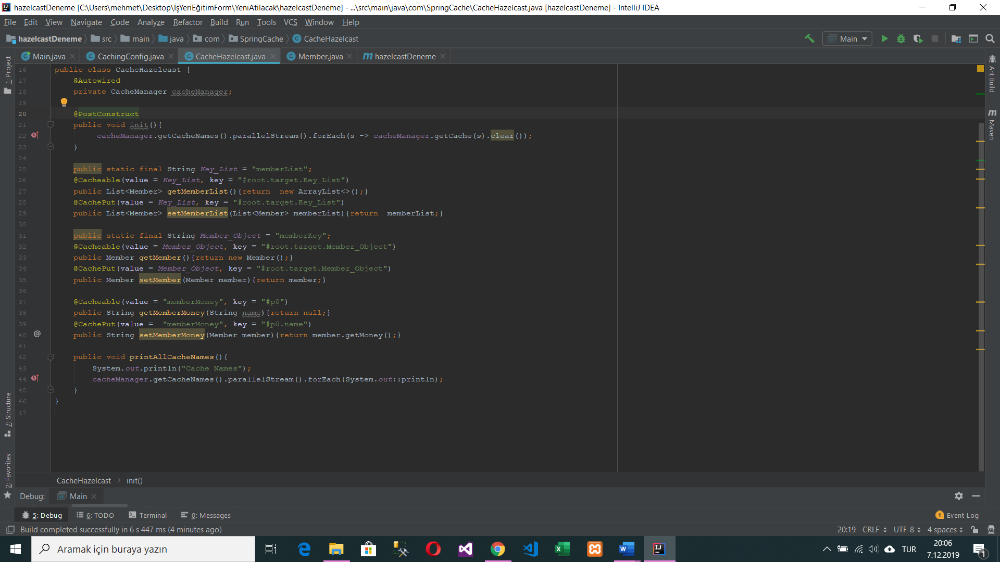 hazelcastDeneme [C:\Users\mehmet\Desktop\İşYeriEğitimForm\YeniAtilacak\hazelcastDeneme] - ...\src\main\java\com\SpringCache\CacheHazelcast.java [hazelcastDeneme] - IntelliJ IDEA
File Edit View Navigate Code Analyze Refactor Build Run Tools VCS Window Help
hazelcastDeneme src main java com SpringCache CacheHazelcast Main
Main.java CachingConfig.java CacheHazelcast.java Member.java hazelcastDeneme
1: Project
Ant Build
Maven
16 public class CacheHazelcast {
17 @Autowired
18 private CacheManager cacheManager;
19
20 @PostConstruct
21 public void init(){
22 cacheManager.getCacheNames().parallelStream().forEach(s -> cacheManager.getCache(s).clear());
23 }
24
25 public static final String Key_List = "memberList";
26 @Cacheable(value = Key_List, key = "#root.target.Key_List")
27 public List<Member> getMemberList(){return  new ArrayList<>();}
28 @CachePut(value = Key_List, key = "#root.target.Key_List")
29 public List<Member> setMemberList(List<Member> memberList){return  memberList;}
30
31 public static final String Member_Object = "memberKey";
32 @Cacheable(value = Member_Object, key = "#root.target.Member_Object")
33 public Member getMember(){return new Member();}
34 @CachePut(value = Member_Object, key = "#root.target.Member_Object")
35 public Member setMember(Member member){return member;}
36
37 @Cacheable(value = "memberMoney", key = "#p0")
38 public String getMemberMoney(String name){return null;}
39 @CachePut(value =  "memberMoney", key = "#p0.name")
40 public String setMemberMoney(Member member){return member.getMoney();}
41
42 public void printAllCacheNames(){
43 System.out.println("Cache Names");
44 cacheManager.getCacheNames().parallelStream().forEach(System.out::println);
45 }
46 }
47
7: Structure
2: Favorites
CacheHazelcast init()
Debug: Main
5: Debug 6: TODO Terminal 0: Messages 1 Event Log
Build completed successfully in 6 s 447 ms (4 minutes ago) 20:19 CRLF UTF-8 4 spaces
Aramak için buraya yazın TUR 20:06
7.12.2019 1